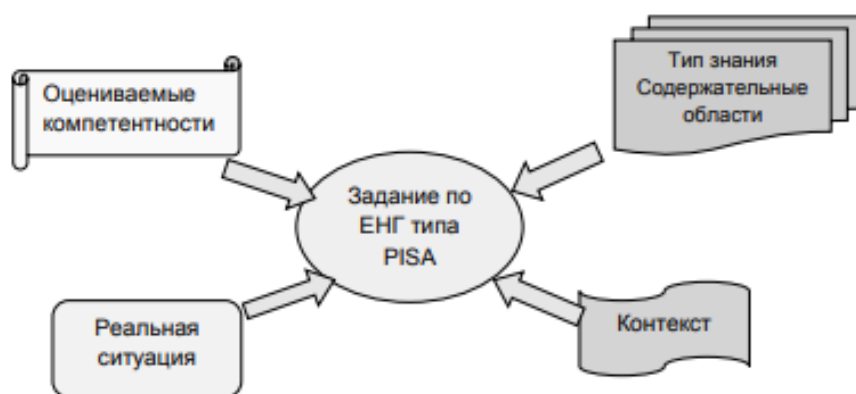 Оцениваемые
компетентности
Тип знания
Содержательные
области
Задание по
ЕНГ типа
PISA
Реальная
ситуация
Контекст